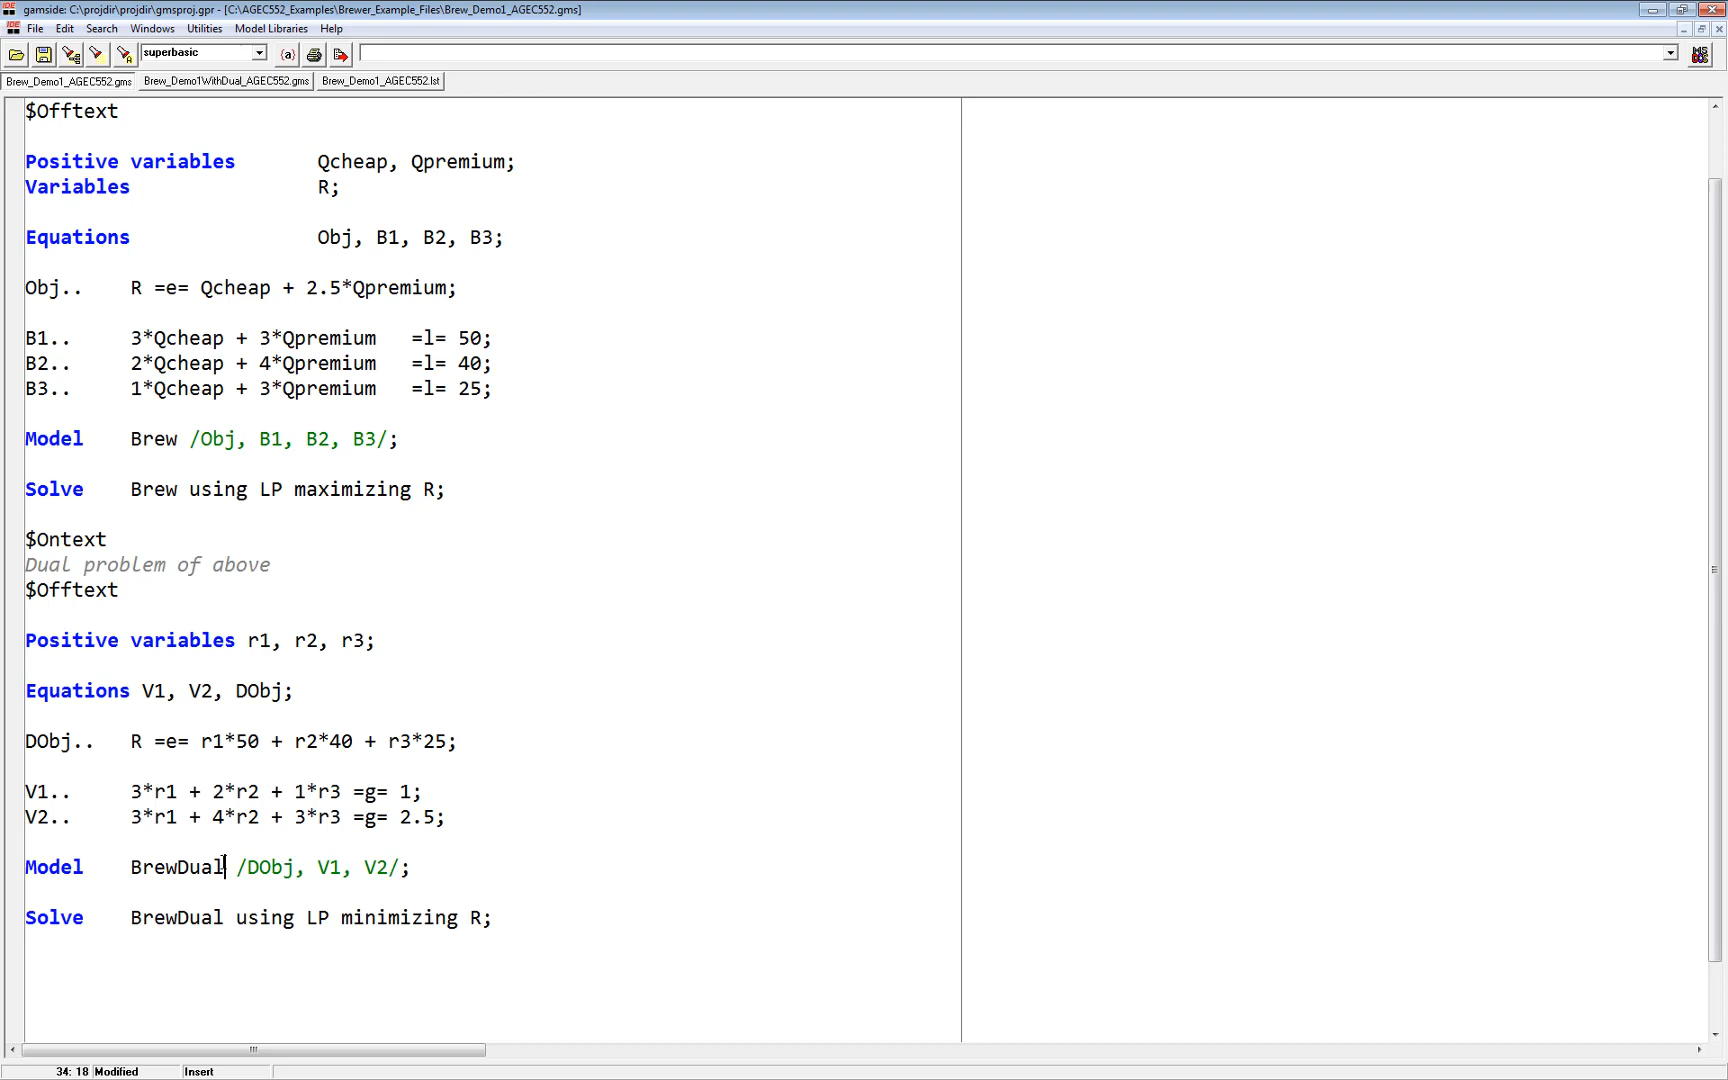 gamside: C:\projdir\projdir\gmsproj.gpr - [C:\AGEC552_Examples\Brewer_Example_Files\Brew_Demo1_AGEC552.gms]
IDE File Edit Search Windows Utilities Model Libraries Help
superbasic {a} MS DOS
Brew_Demo1_AGEC552.gms Brew_Demo1WithDual_AGEC552.gms Brew_Demo1_AGEC552.lst
$Offtext
Positive variables Qcheap, Qpremium;
Variables R;
Equations Obj, B1, B2, B3;
Obj.. R =e= Qcheap + 2.5*Qpremium;
B1.. 3*Qcheap + 3*Qpremium =l= 50;
B2.. 2*Qcheap + 4*Qpremium =l= 40;
B3.. 1*Qcheap + 3*Qpremium =l= 25;
Model Brew /Obj, B1, B2, B3/;
Solve Brew using LP maximizing R;
$Ontext
Dual problem of above
$Offtext
Positive variables r1, r2, r3;
Equations V1, V2, DObj;
DObj.. R =e= r1*50 + r2*40 + r3*25;
V1.. 3*r1 + 2*r2 + 1*r3 =g= 1;
V2.. 3*r1 + 4*r2 + 3*r3 =g= 2.5;
Model BrewDual /DObj, V1, V2/;
Solve BrewDual using LP minimizing R;
34: 18 Modified Insert